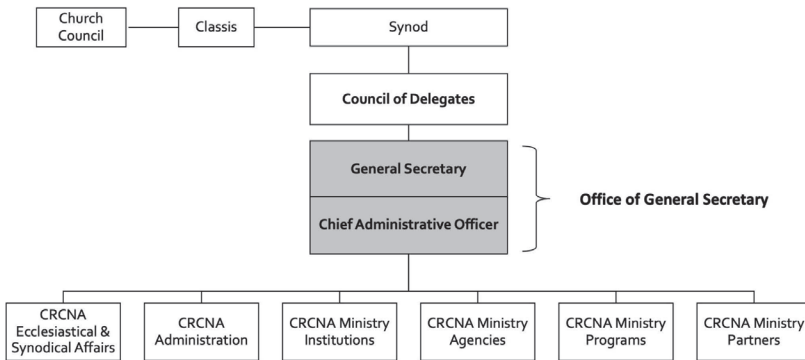 Church
Council
Classis
Synod
Council of Delegates
General Secretary
Chief Administrative Officer
Office of General Secretary
CRCNA
Ecclesiastical &
Synodical Affairs
CRCNA
Administration
CRCNA Ministry
Institutions
CRCNA Ministry
Agencies
CRCNA Ministry
Programs
CRCNA Ministry
Partners